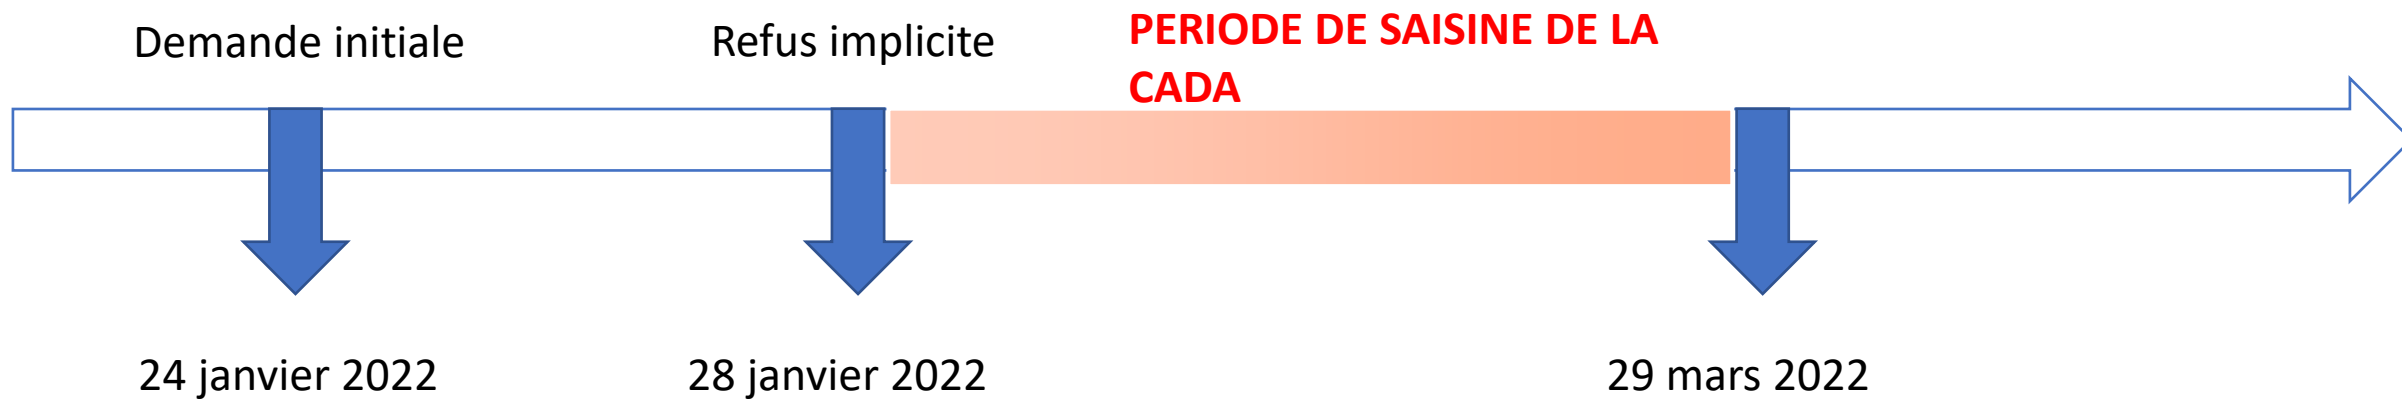 Demande initiale
Refus implicite
PERIODE DE SAISINE DE LA
CADA
24 janvier 2022
28 janvier 2022
29 mars 2022